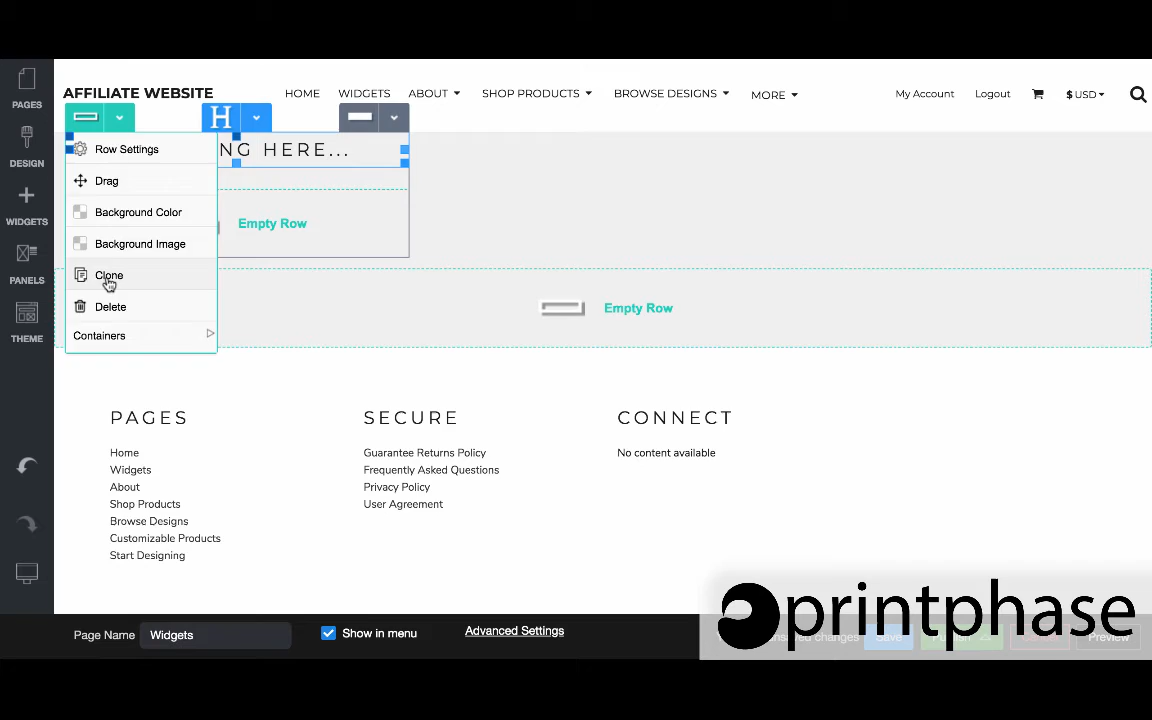 AFFILIATE WEBSITE
HOME WIDGETS ABOUT SHOP PRODUCTS BROWSE DESIGNS MORE
My Account Logout $ USD
PAGES
DESIGN
WIDGETS
PANELS
THEME
H
NG HERE...
Row Settings
Drag
Background Color
Background Image
Clone
Delete
Containers
Empty Row
Empty Row
PAGES
Home
Widgets
About
Shop Products
Browse Designs
Customizable Products
Start Designing
SECURE
Guarantee Returns Policy
Frequently Asked Questions
Privacy Policy
User Agreement
CONNECT
No content available
Page Name Widgets Show in menu Advanced Settings
changes Save Publish Preview
printphase